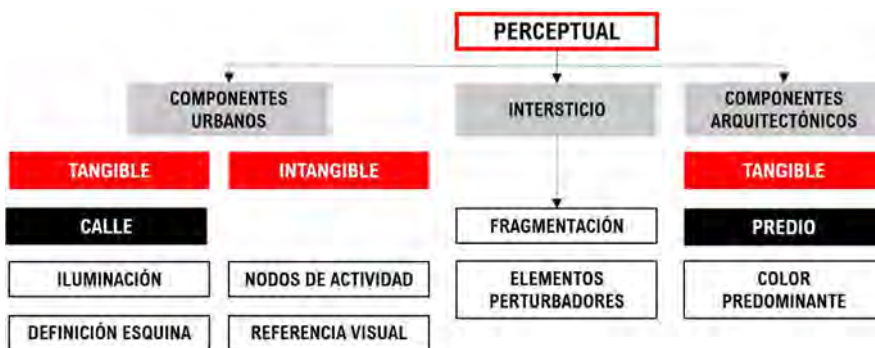 PERCEPTUAL
COMPONENTES
URBANOS
INTERSTICIO
COMPONENTES
ARQUITECTÓNICOS
TANGIBLE
INTANGIBLE
TANGIBLE
CALLE
FRAGMENTACIÓN
PREDIO
ILUMINACIÓN
NODOS DE ACTIVIDAD
ELEMENTOS
PERTURBADORES
COLOR
PREDOMINANTE
DEFINICIÓN ESQUINA
REFERENCIA VISUAL